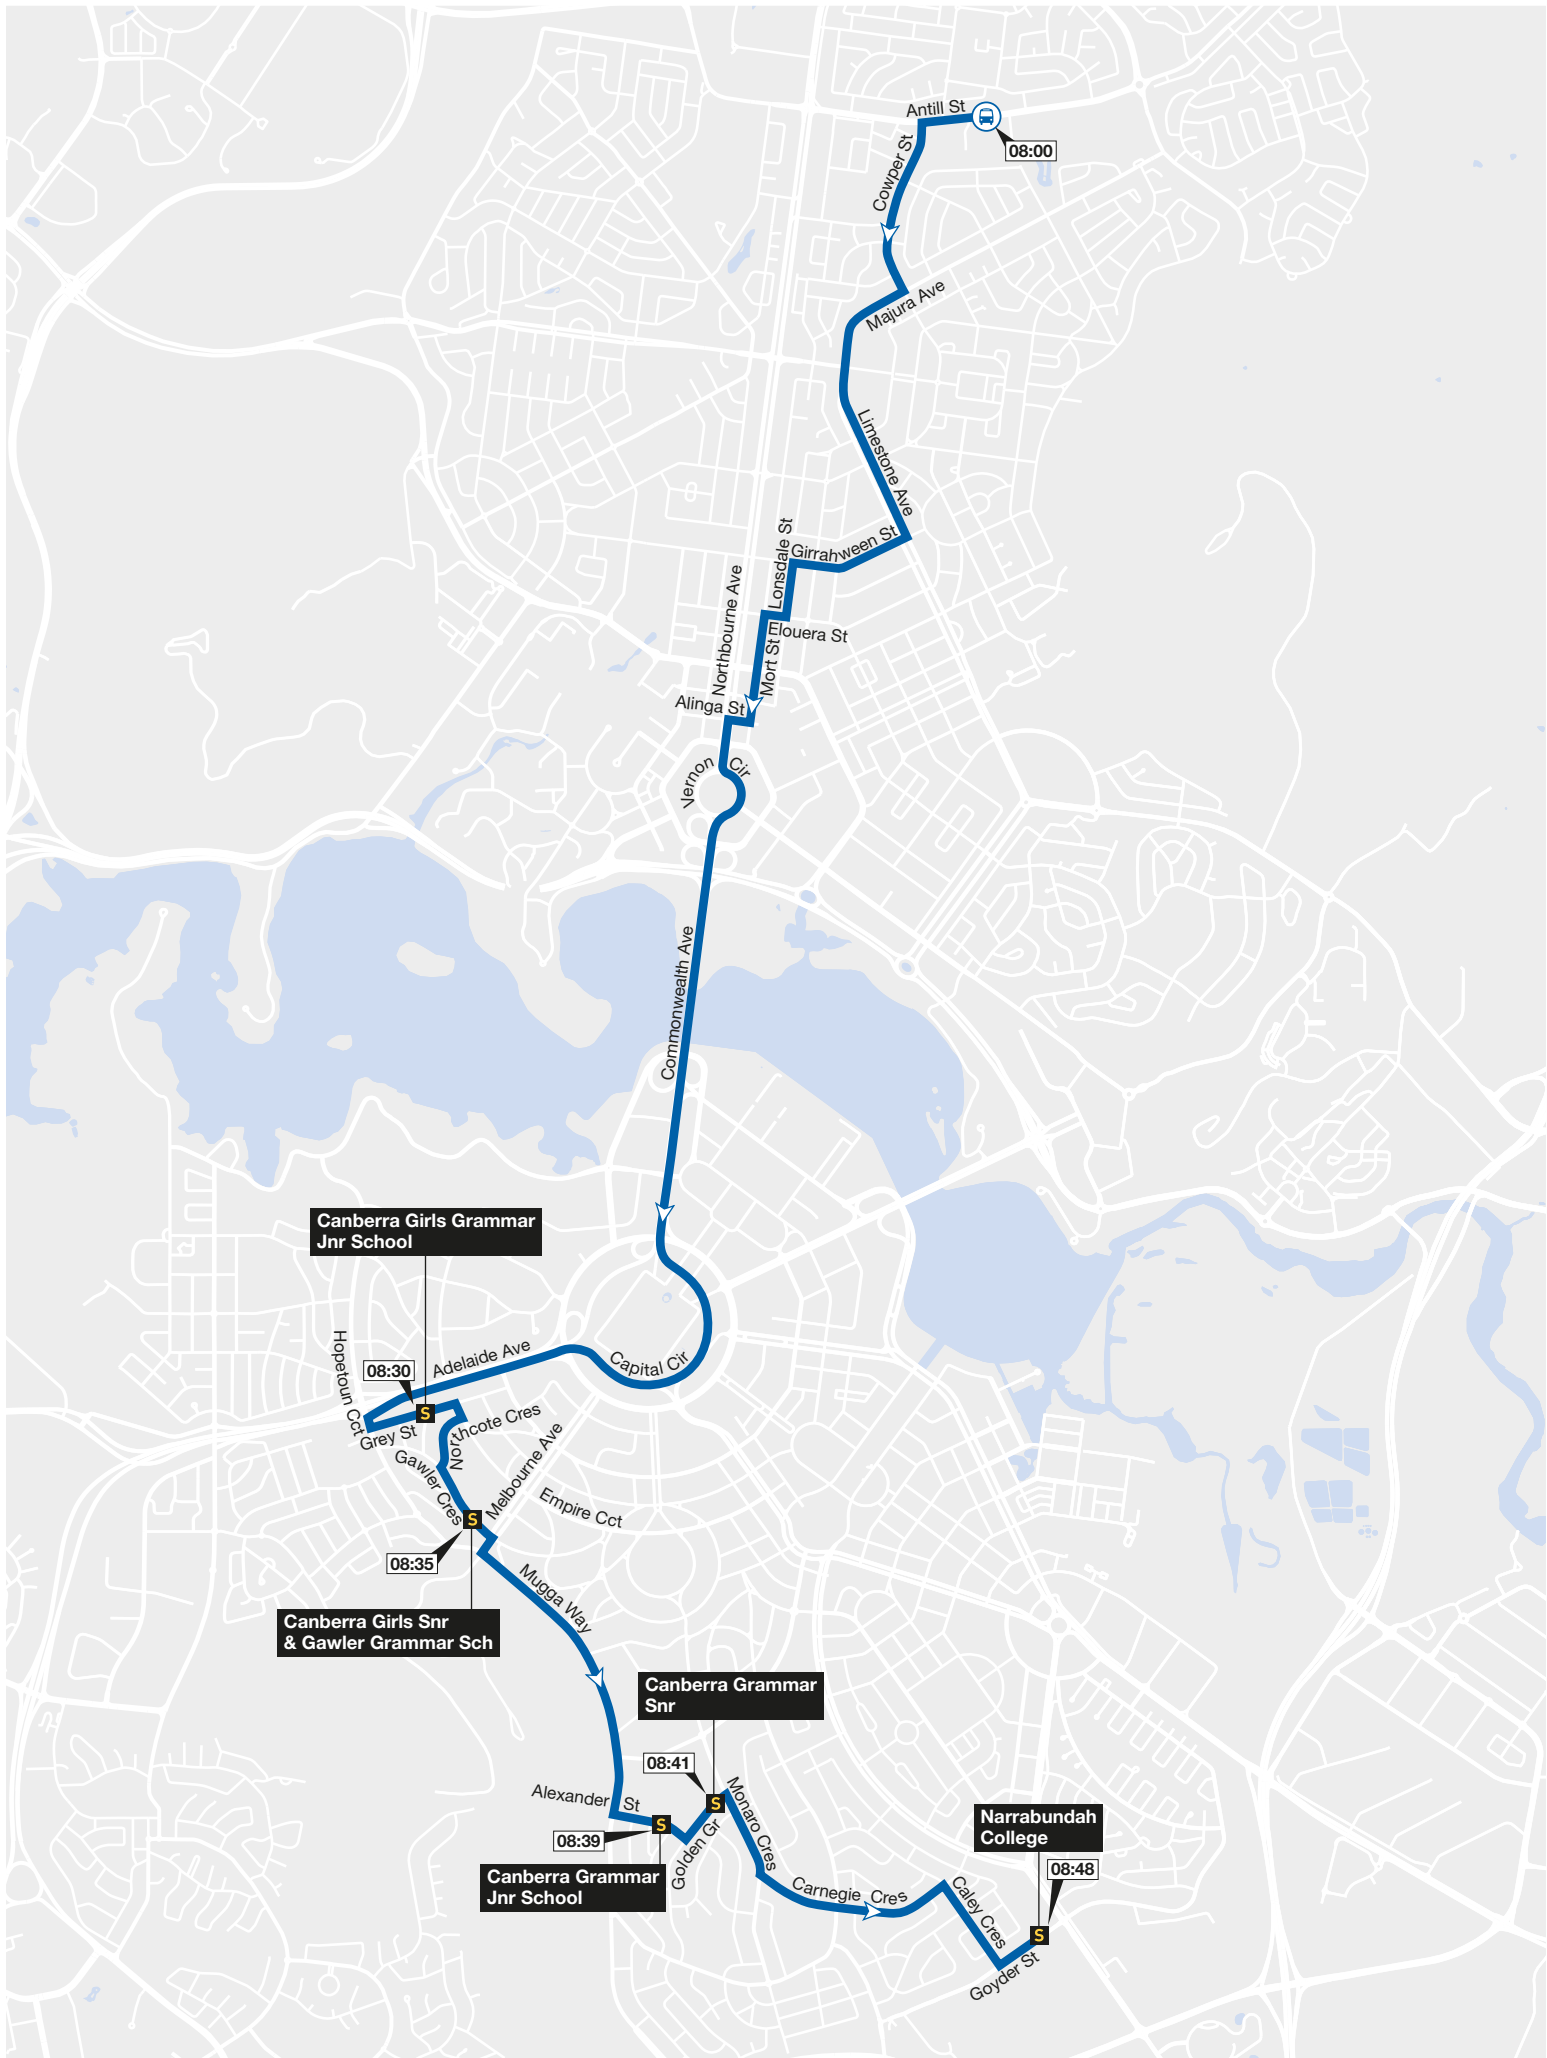 Antill St
08:00
Cowper St
Majura Ave
Limestone Ave
Girrahween St
Lonsdale St
Elouera St
Northbourne Ave
Mort St
Alinga St
Vernon Cir
Commonwealth Ave
Canberra Girls Grammar
Jnr School
Hopetoun Cct
08:30
Adelaide Ave
Capital Cir
S
Grey St
Northcote Cres
Gawler Cres
Melbourne Ave
Empire Cct
S
08:35
Canberra Girls Snr
& Gawler Grammar Sch
Mugga Way
Canberra Grammar
Snr
08:41
Alexander St
S
S
08:39
Golden Gr
Monaro Cres
Canberra Grammar
Jnr School
Carnegie Cres
Narrabundah
College
08:48
Caley Cres
S
Goyder St